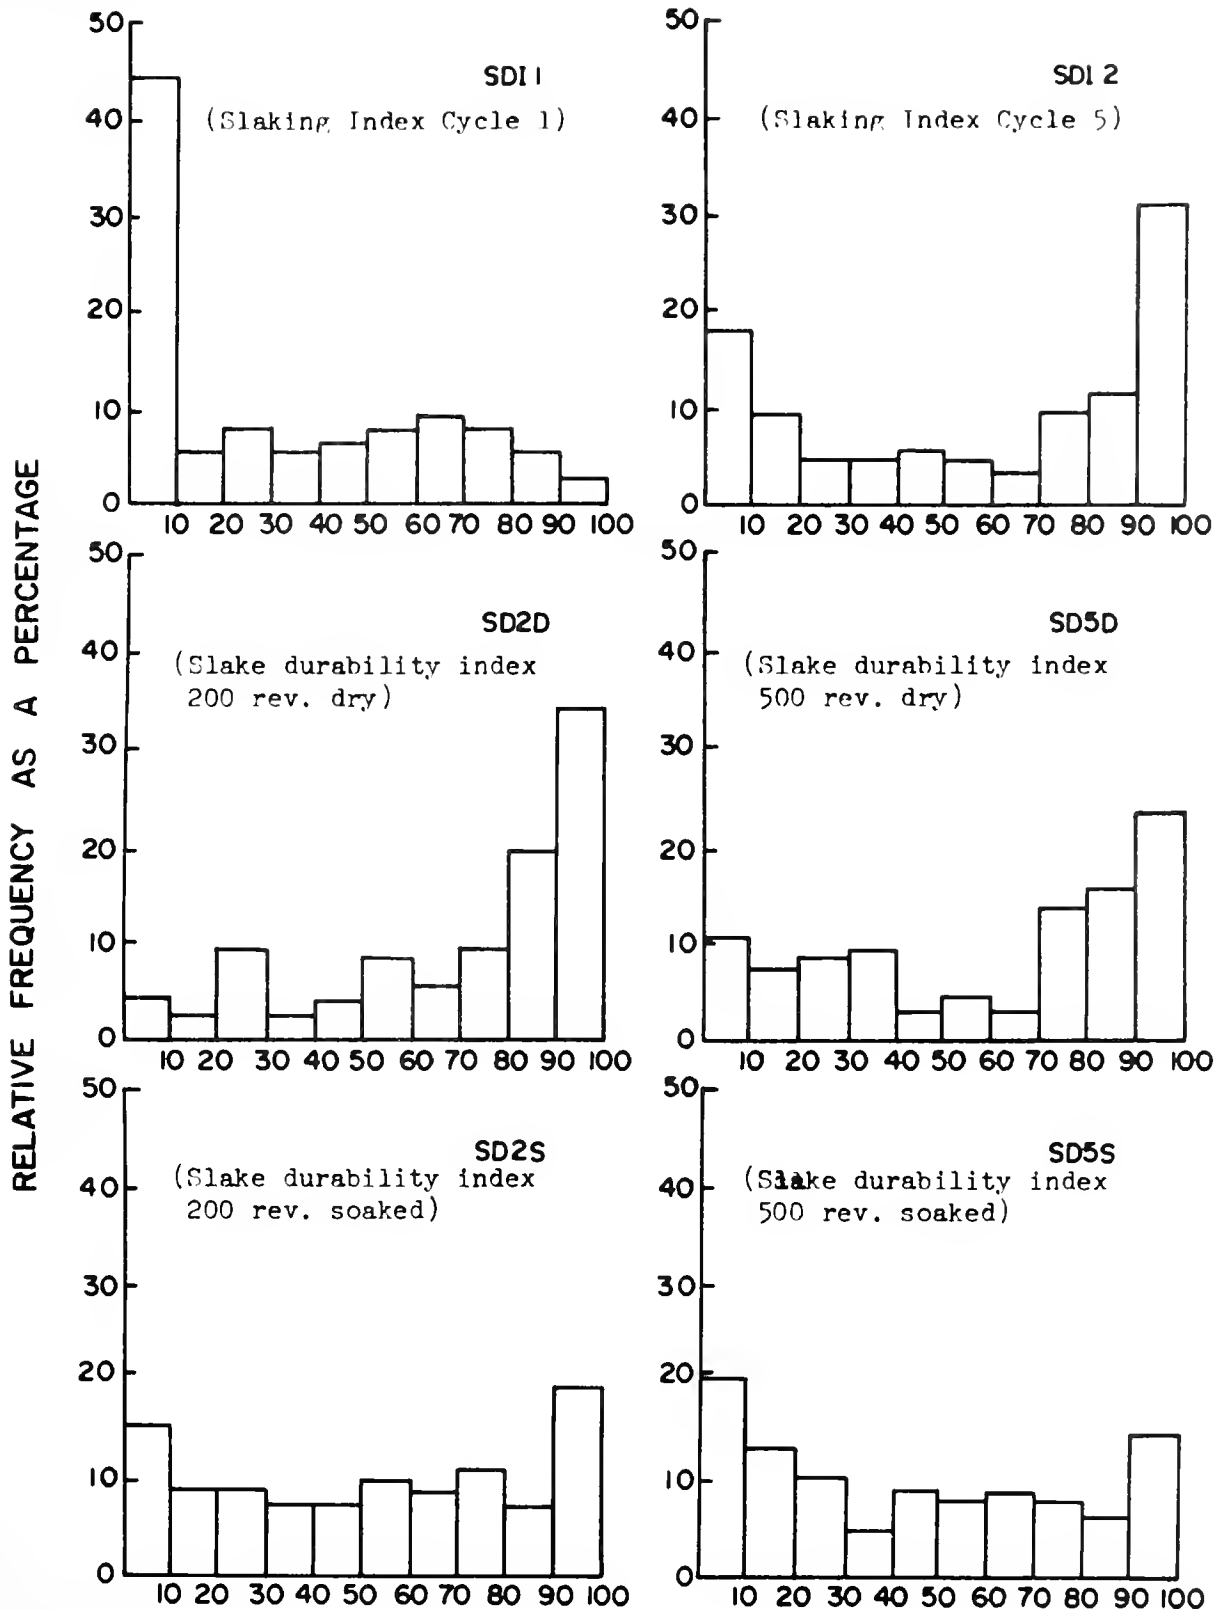 RELATIVE FREQUENCY AS A PERCENTAGE
50
40
30
20
10
0
SDI 1
(Slaking Index Cycle 1)
10 20 30 40 50 60 70 80 90 100
50
40
30
20
10
0
SDI 2
(Slaking Index Cycle 5)
10 20 30 40 50 60 70 80 90 100
50
40
30
20
10
0
SD2D
(Slake durability index
200 rev. dry)
10 20 30 40 50 60 70 80 90 100
50
40
30
20
10
0
SD5D
(Slake durability index
500 rev. dry)
10 20 30 40 50 60 70 80 90 100
50
40
30
20
10
0
SD2S
(Slake durability index
200 rev. soaked)
10 20 30 40 50 60 70 80 90 100
50
40
30
20
10
0
SD5S
(Slake durability index
500 rev. soaked)
10 20 30 40 50 60 70 80 90 100